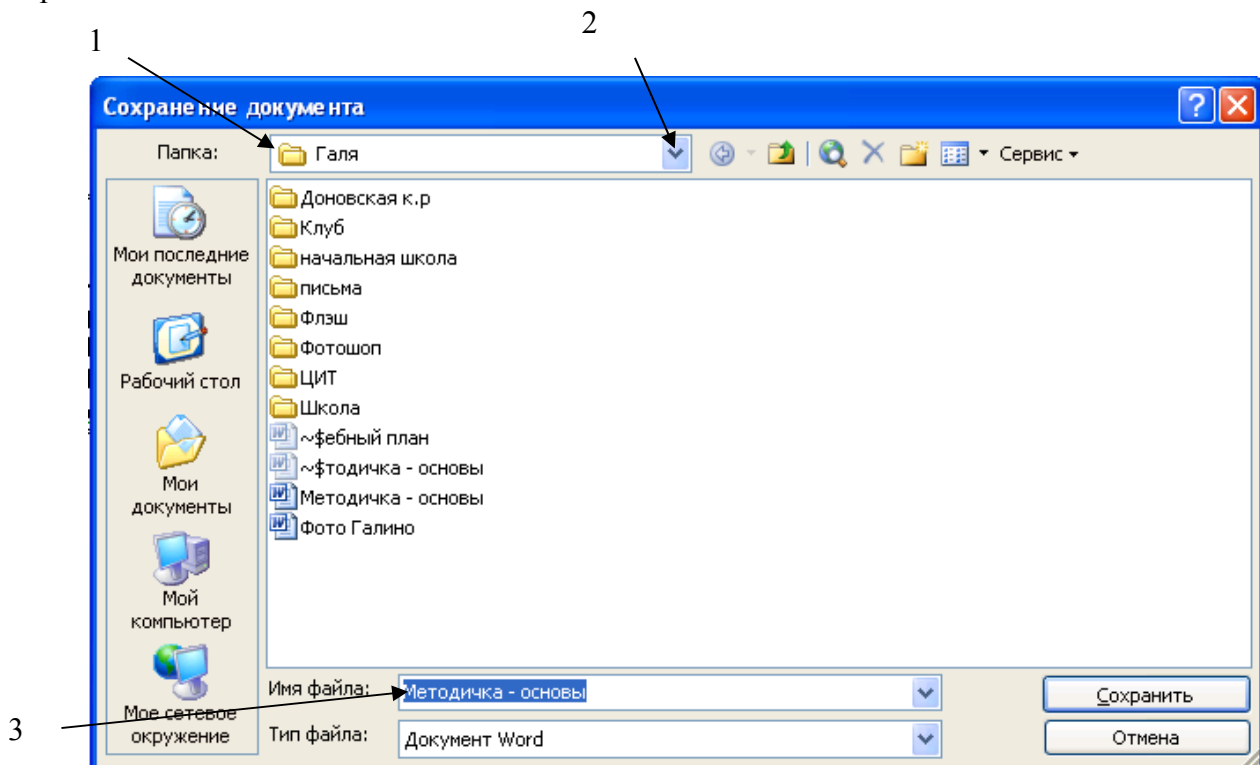 1
2
Сохранение документа
Папка:
Галя
Сервис
Мои последние
документы
Рабочий стол
Мои
документы
Мой
компьютер
Мое сетевое
окружение
Доновская к.р
Клуб
начальная школа
письма
Флэш
Фотошоп
ЦИТ
Школа
~$ебный план
~$тодичка - основы
Методичка - основы
Фото Галино
Имя файла:
Методичка - основы
Сохранить
3
Тип файла:
Документ Word
Отмена